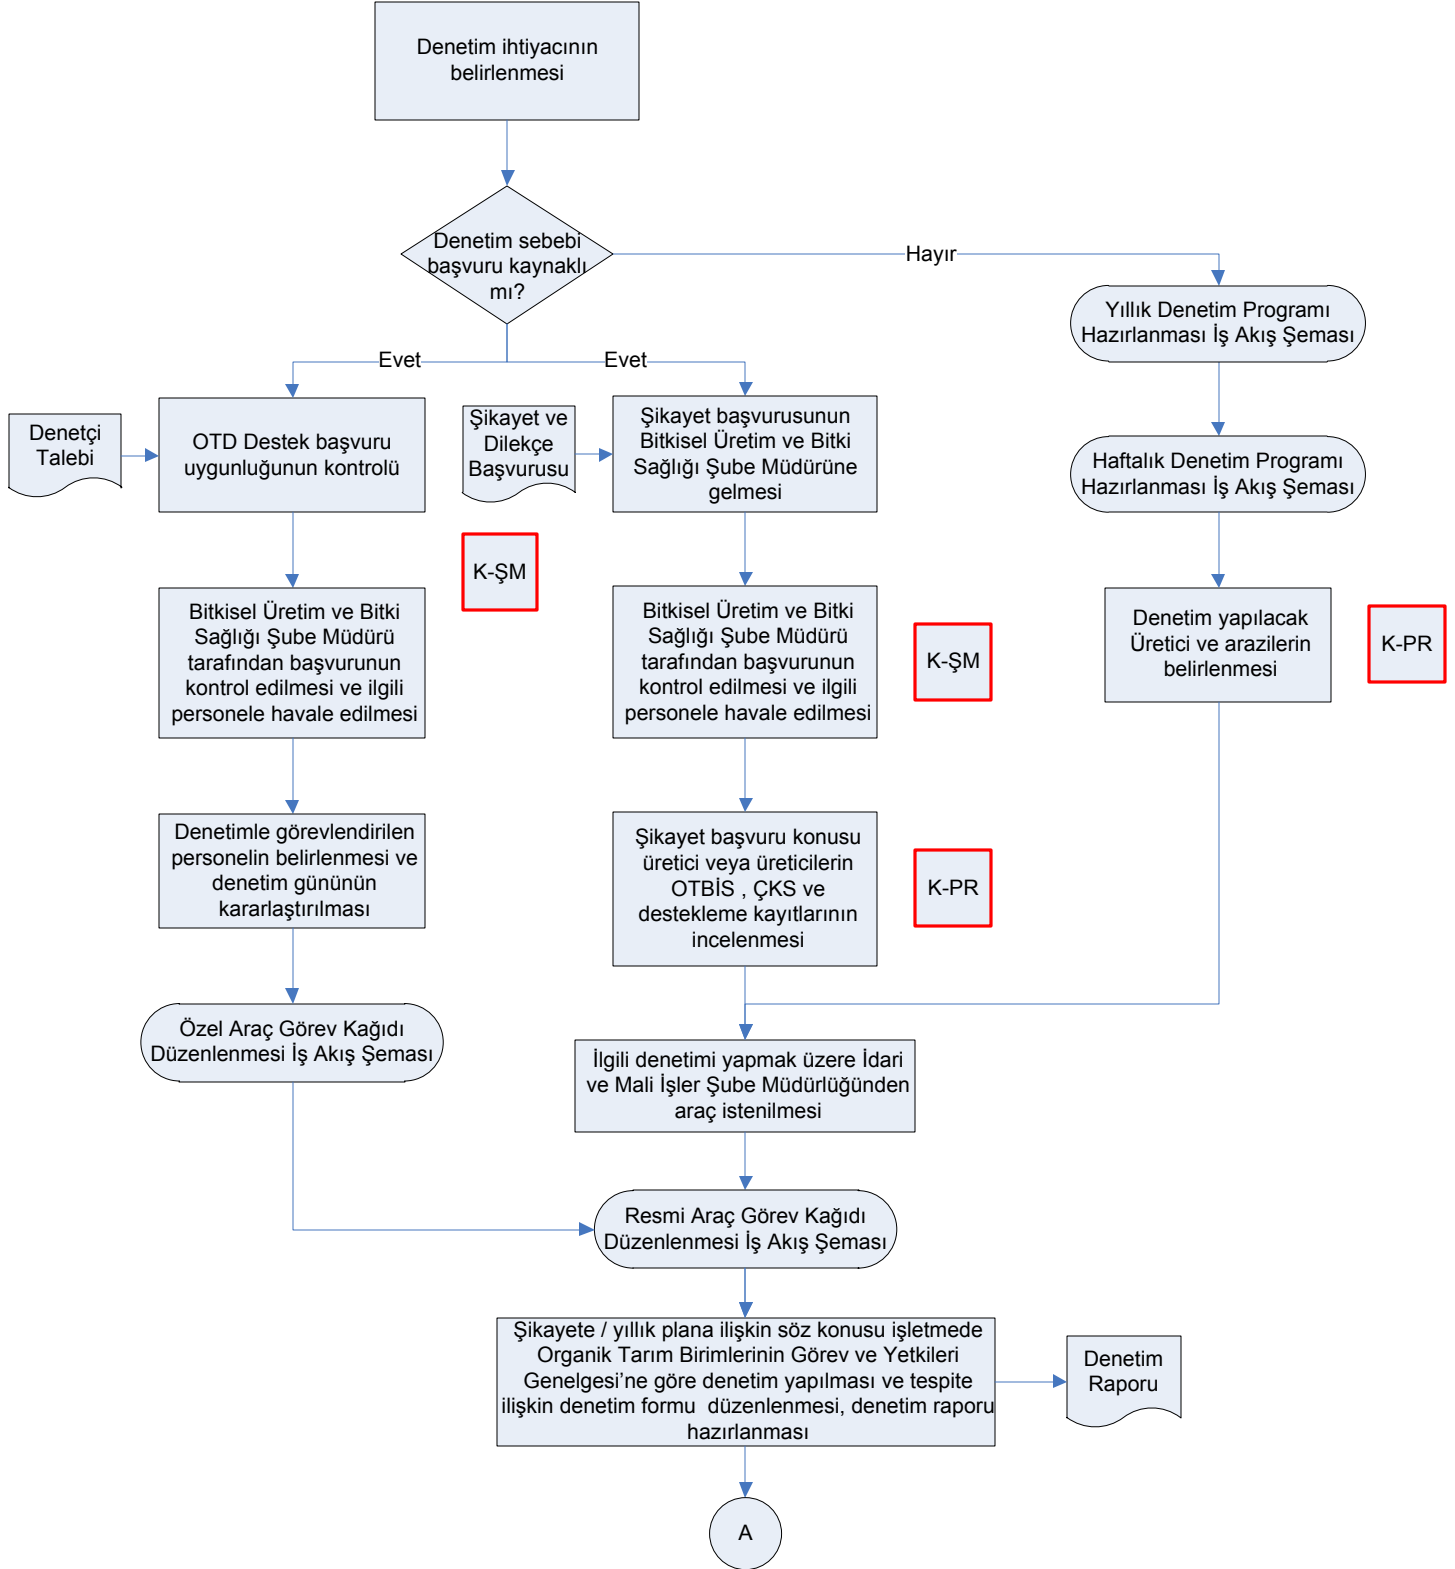 Denetim ihtiyacının
belirlenmesi
Denetim sebebi
başvuru kaynaklı
mı?
Hayır
Yıllık Denetim Programı
Hazırlanması İş Akış Şeması
Evet
Evet
Denetçi
Talebi
OTD Destek başvuru
uygunluğunun kontrolü
Şikayet ve
Dilekçe
Başvurusu
Şikayet başvurusunun
Bitkisel Üretim ve Bitki
Sağlığı Şube Müdürüne
gelmesi
Haftalık Denetim Programı
Hazırlanması İş Akış Şeması
K-ŞM
Bitkisel Üretim ve Bitki
Sağlığı Şube Müdürü
tarafından başvurunun
kontrol edilmesi ve ilgili
personele havale edilmesi
Bitkisel Üretim ve Bitki
Sağlığı Şube Müdürü
tarafından başvurunun
kontrol edilmesi ve ilgili
personele havale edilmesi
K-ŞM
Denetim yapılacak
Üretici ve arazilerin
belirlenmesi
K-PR
Denetimle görevlendirilen
personelin belirlenmesi ve
denetim gününün
kararlaştırılması
Şikayet başvuru konusu
üretici veya üreticilerin
OTBİS , ÇKS ve
destekleme kayıtlarının
incelenmesi
K-PR
Özel Araç Görev Kağıdı
Düzenlenmesi İş Akış Şeması
İlgili denetimi yapmak üzere İdari
ve Mali İşler Şube Müdürlüğünden
araç istenilmesi
Resmi Araç Görev Kağıdı
Düzenlenmesi İş Akış Şeması
Şikayete / yıllık plana ilişkin söz konusu işletmede
Organik Tarım Birimlerinin Görev ve Yetkileri
Genelgesi’ne göre denetim yapılması ve tespite
ilişkin denetim formu  düzenlenmesi, denetim raporu
hazırlanması
Denetim
Raporu
A